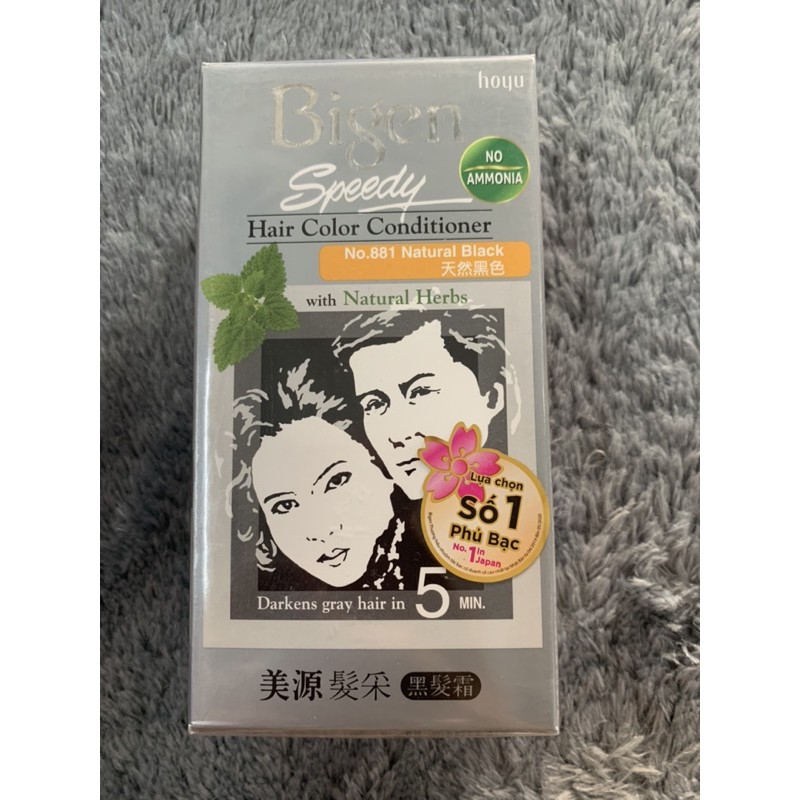 hoyu
Bigen
NO
AMMONIA
Speedy
Hair Color Conditioner
No.881 Natural Black
天然黑色
with Natural Herbs
Lựa chọn
Số 1
Phủ Bạc
No.1 in Japan
Darkens gray hair in 5 MIN.
美源髮采 黑髮霜